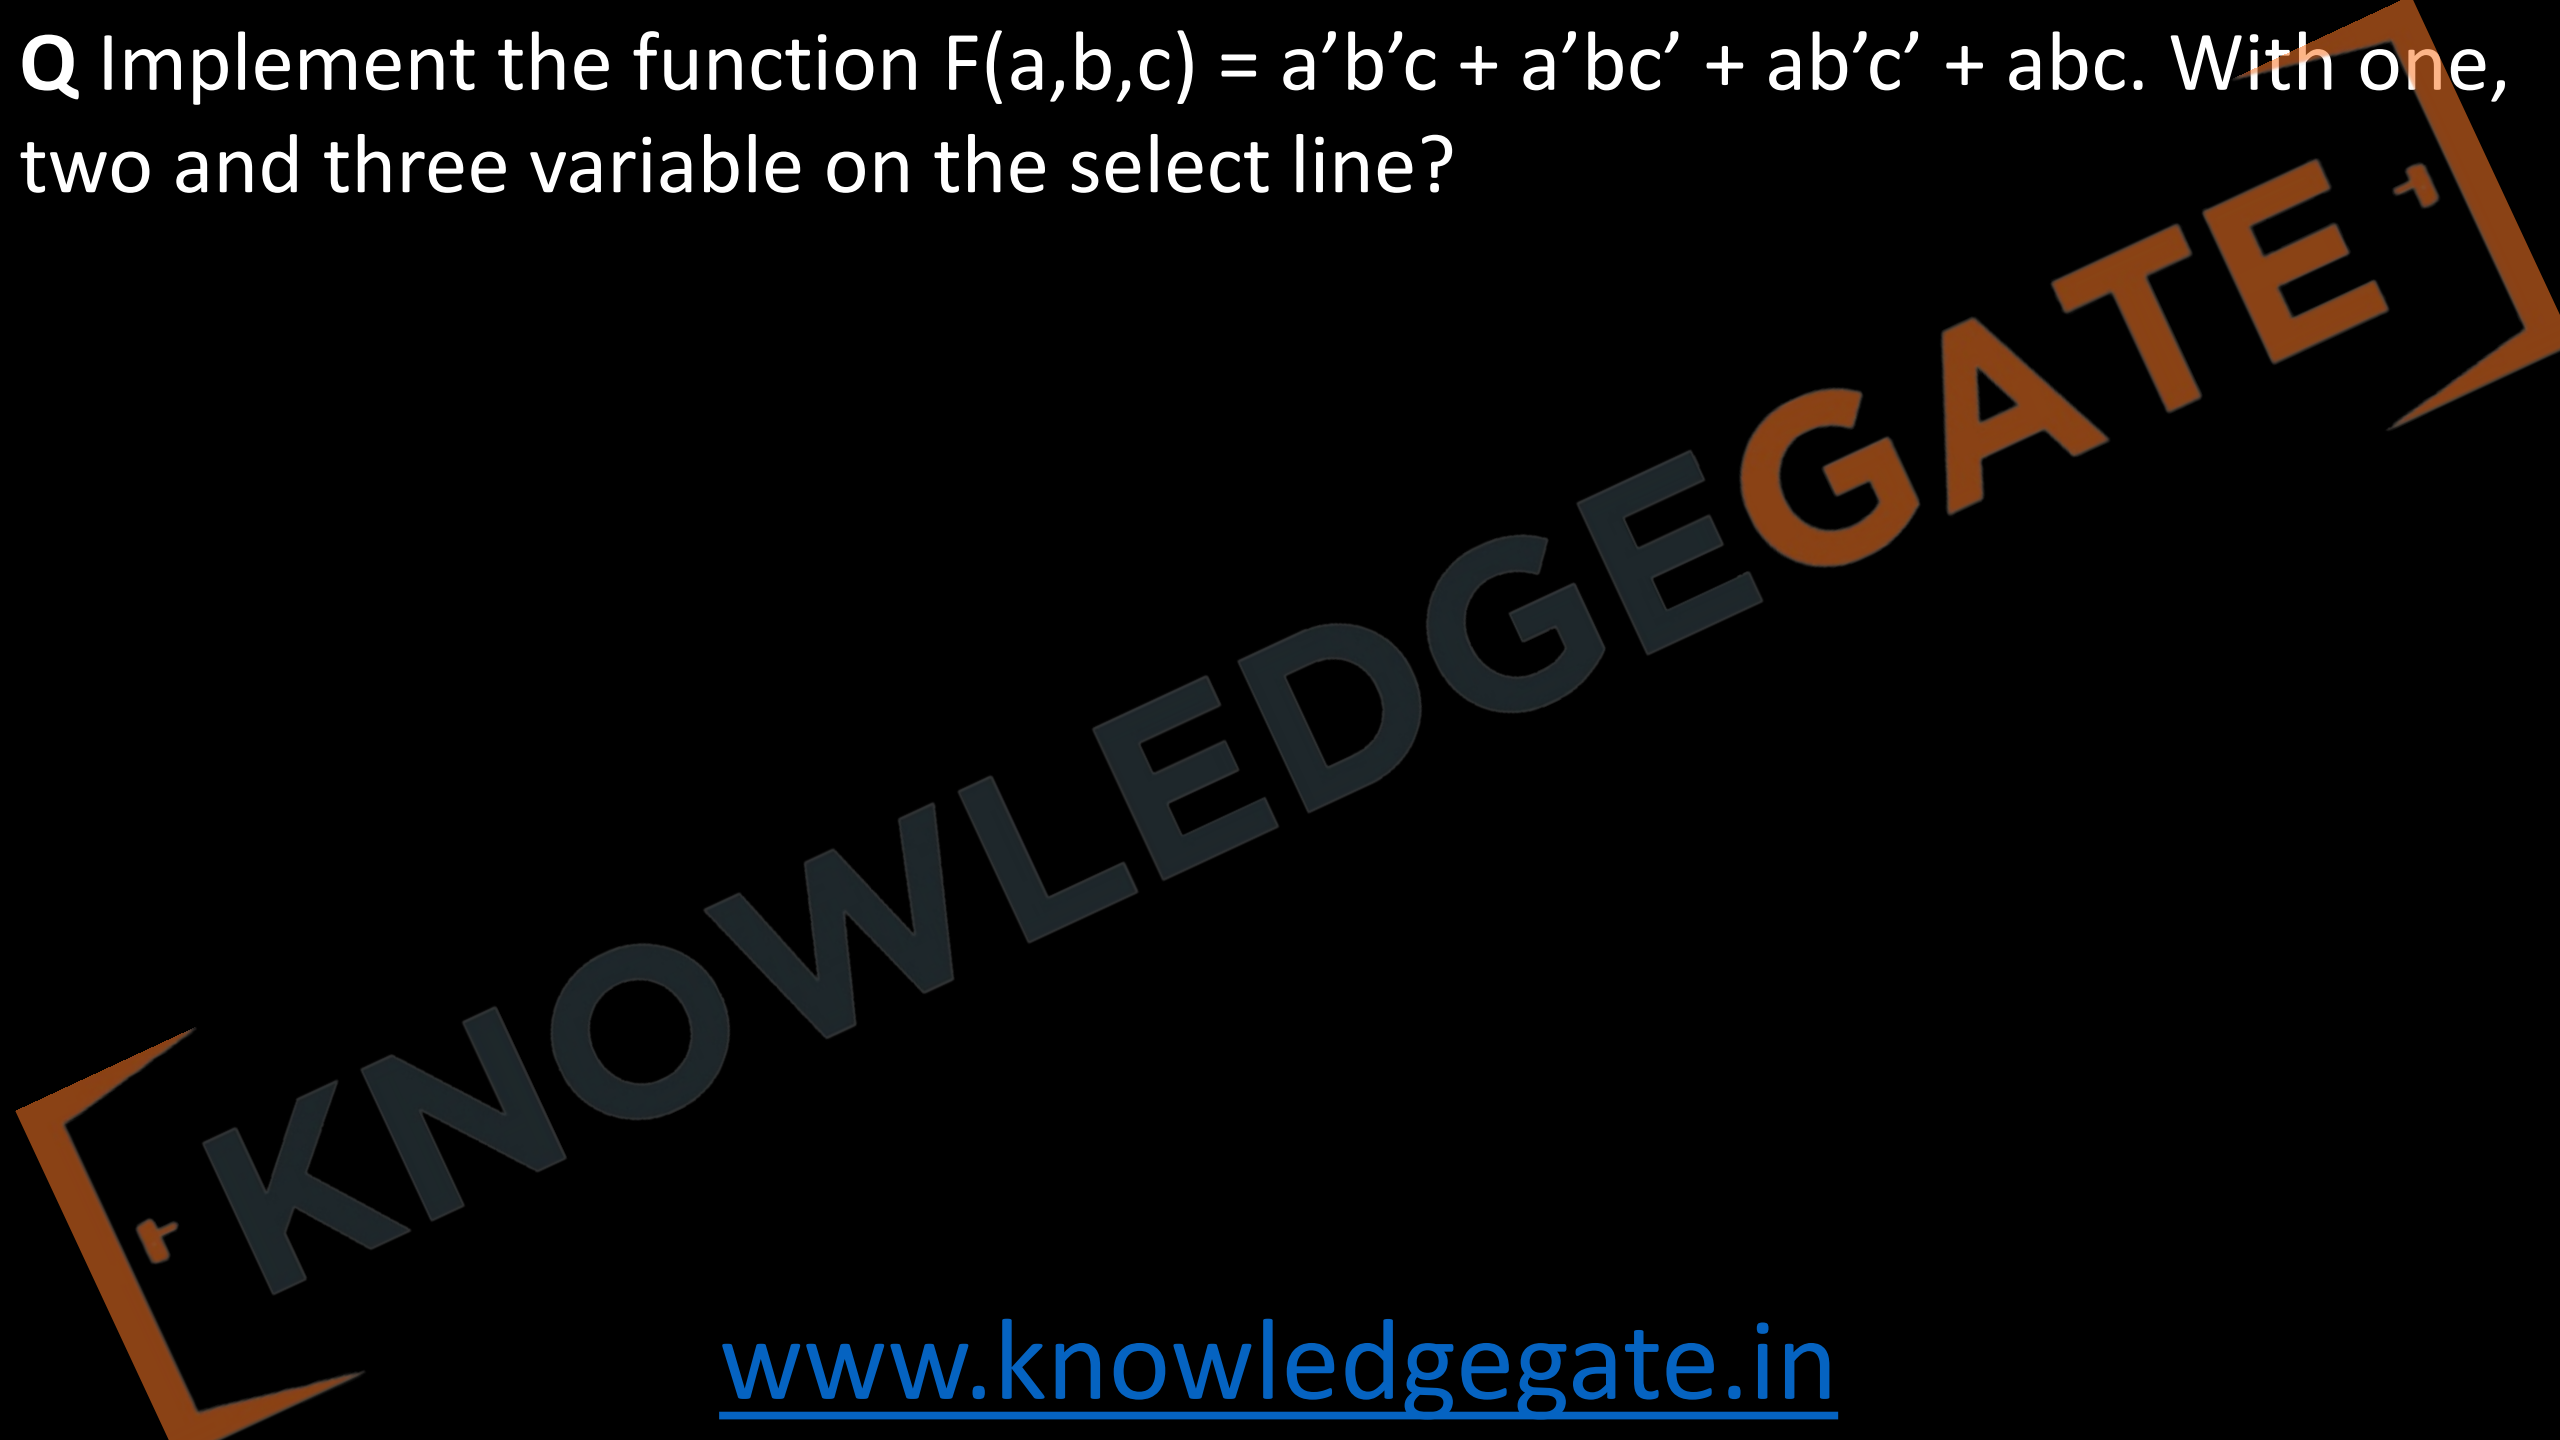 Q Implement the function F(a,b,c) = a’b’c + a’bc’ + ab’c’ + abc. With one,
two and three variable on the select line?
KNOWLEDGEGATE
www.knowledgegate.in